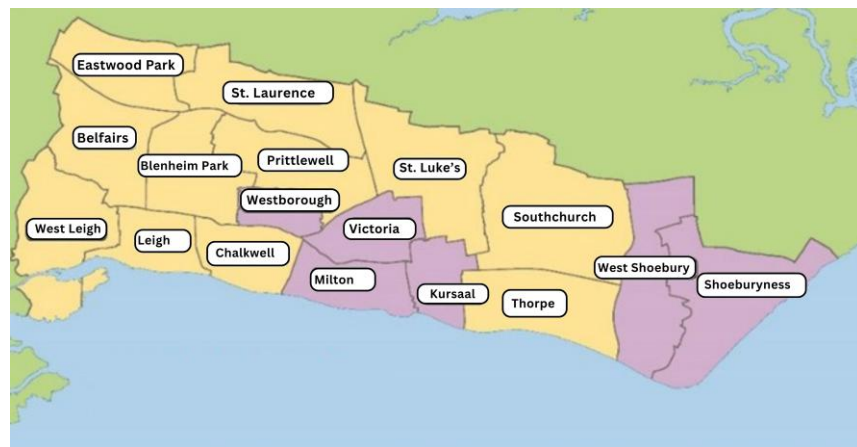 Eastwood Park
St. Laurence
Belfairs
Blenheim Park
Prittlewell
St. Luke's
Westborough
West Leigh
Leigh
Chalkwell
Victoria
Southchurch
Milton
Kursaal
Thorpe
West Shoebury
Shoeburyness